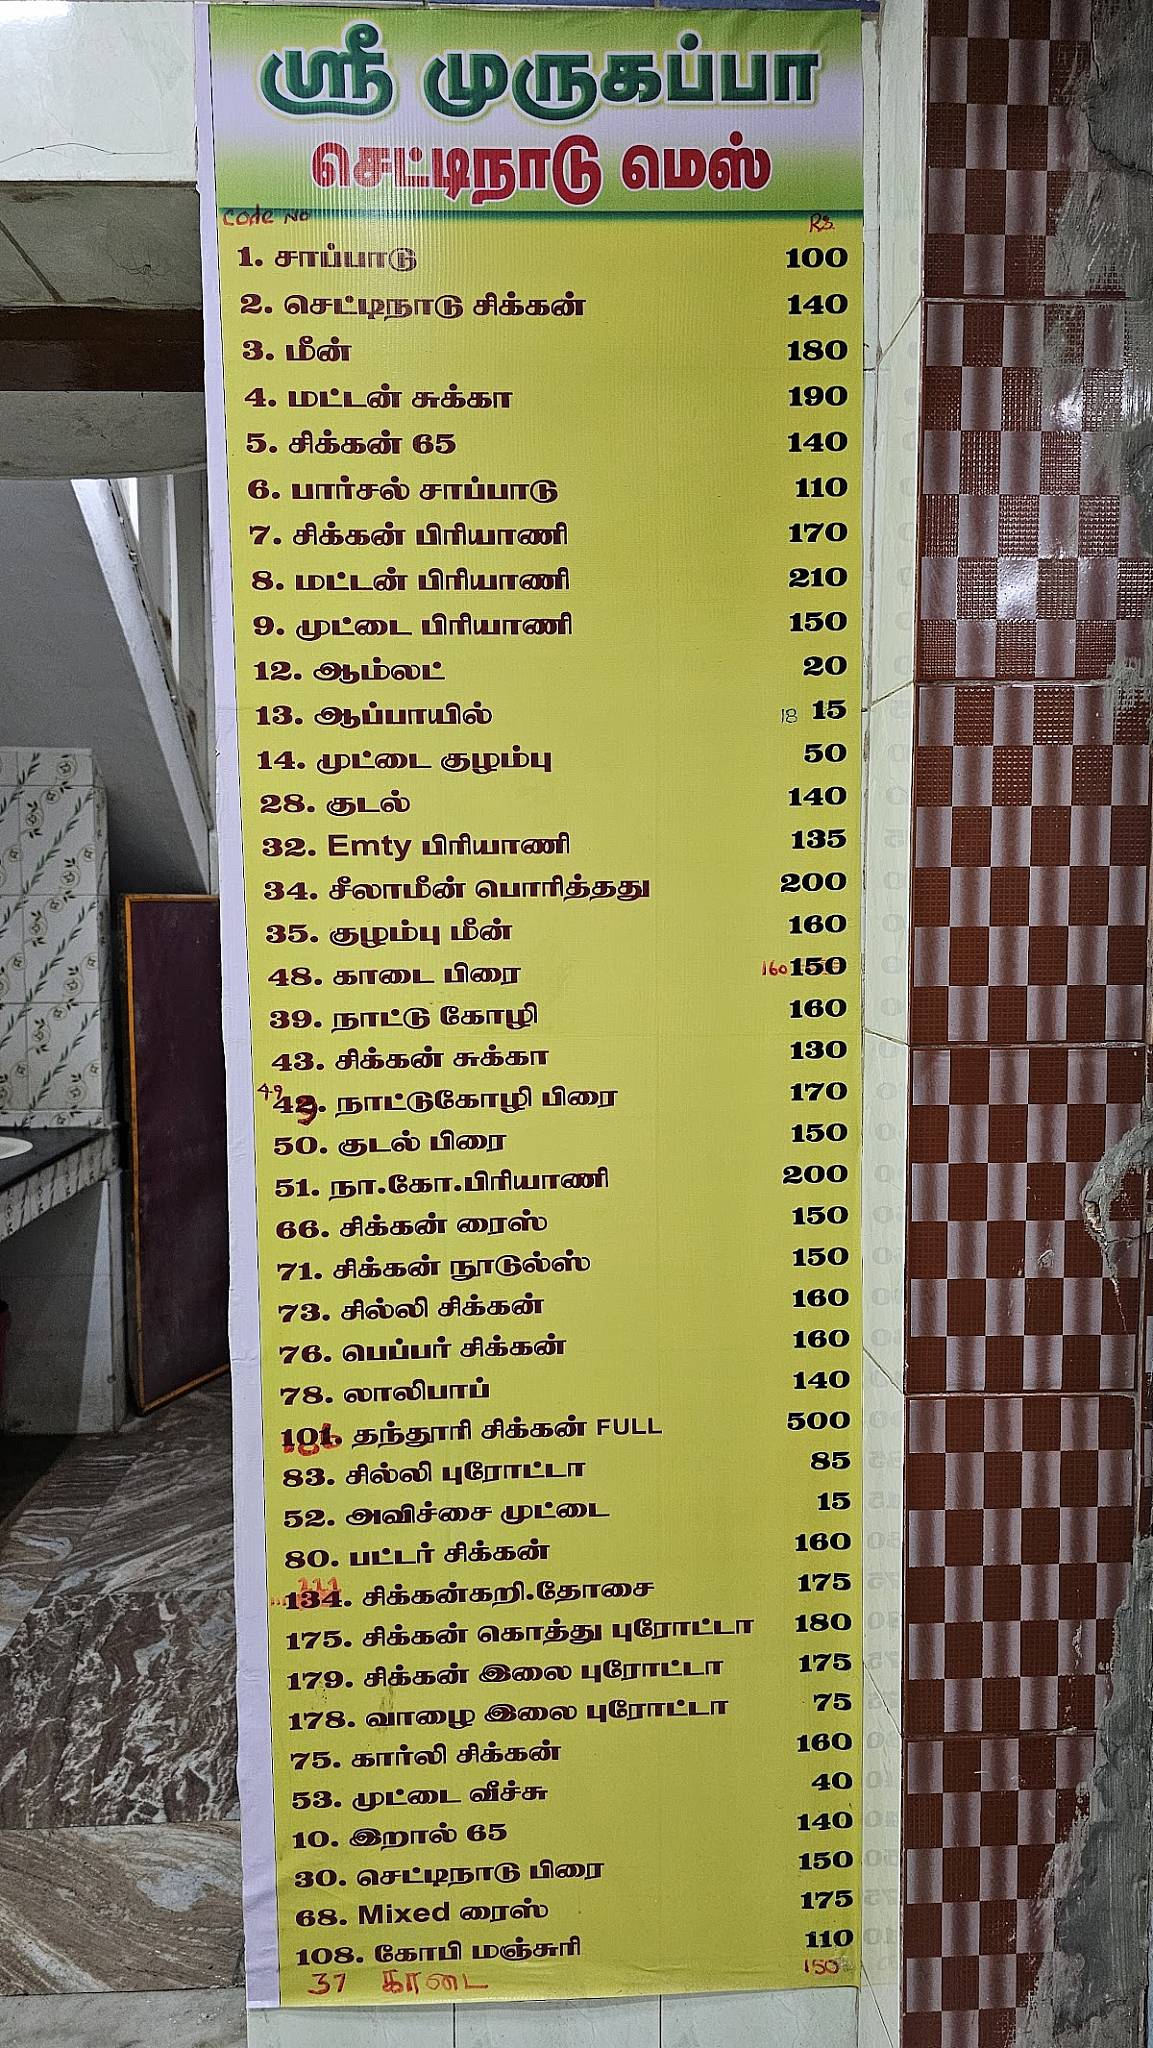 ஸ்ரீ முருகப்பா
செட்டிநாடு மெஸ்
Code No Rs.
1. சாப்பாடு 100
2. செட்டிநாடு சிக்கன் 140
3. மீன் 180
4. மட்டன் சுக்கா 190
5. சிக்கன் 65 140
6. பார்சல் சாப்பாடு 110
7. சிக்கன் பிரியாணி 170
8. மட்டன் பிரியாணி 210
9. முட்டை பிரியாணி 150
12. ஆம்லட் 20
13. ஆப்பாயில் 18 15
14. முட்டை குழம்பு 50
28. குடல் 140
32. Emty பிரியாணி 135
34. சீலாமீன் பொரித்தது 200
35. குழம்பு மீன் 160
48. காடை பிரை 160 150
39. நாட்டு கோழி 160
43. சிக்கன் சுக்கா 130
49 42. நாட்டுகோழி பிரை 170
50. குடல் பிரை 150
51. நா.கோ.பிரியாணி 200
66. சிக்கன் ரைஸ் 150
71. சிக்கன் நூடுல்ஸ் 150
73. சில்லி சிக்கன் 160
76. பெப்பர் சிக்கன் 160
78. லாலிபாப் 140
101. தந்தூரி சிக்கன் FULL 500
83. சில்லி புரோட்டா 85
52. அவிச்சை முட்டை 15
80. பட்டர் சிக்கன் 160
111 134. சிக்கன்கறி.தோசை 175
175. சிக்கன் கொத்து புரோட்டா 180
179. சிக்கன் இலை புரோட்டா 175
178. வாழை இலை புரோட்டா 75
75. கார்லி சிக்கன் 160
53. முட்டை வீச்சு 40
10. இறால் 65 140
30. செட்டிநாடு பிரை 150
68. Mixed ரைஸ் 175
108. கோபி மஞ்சுரி 110
37 காடை 150